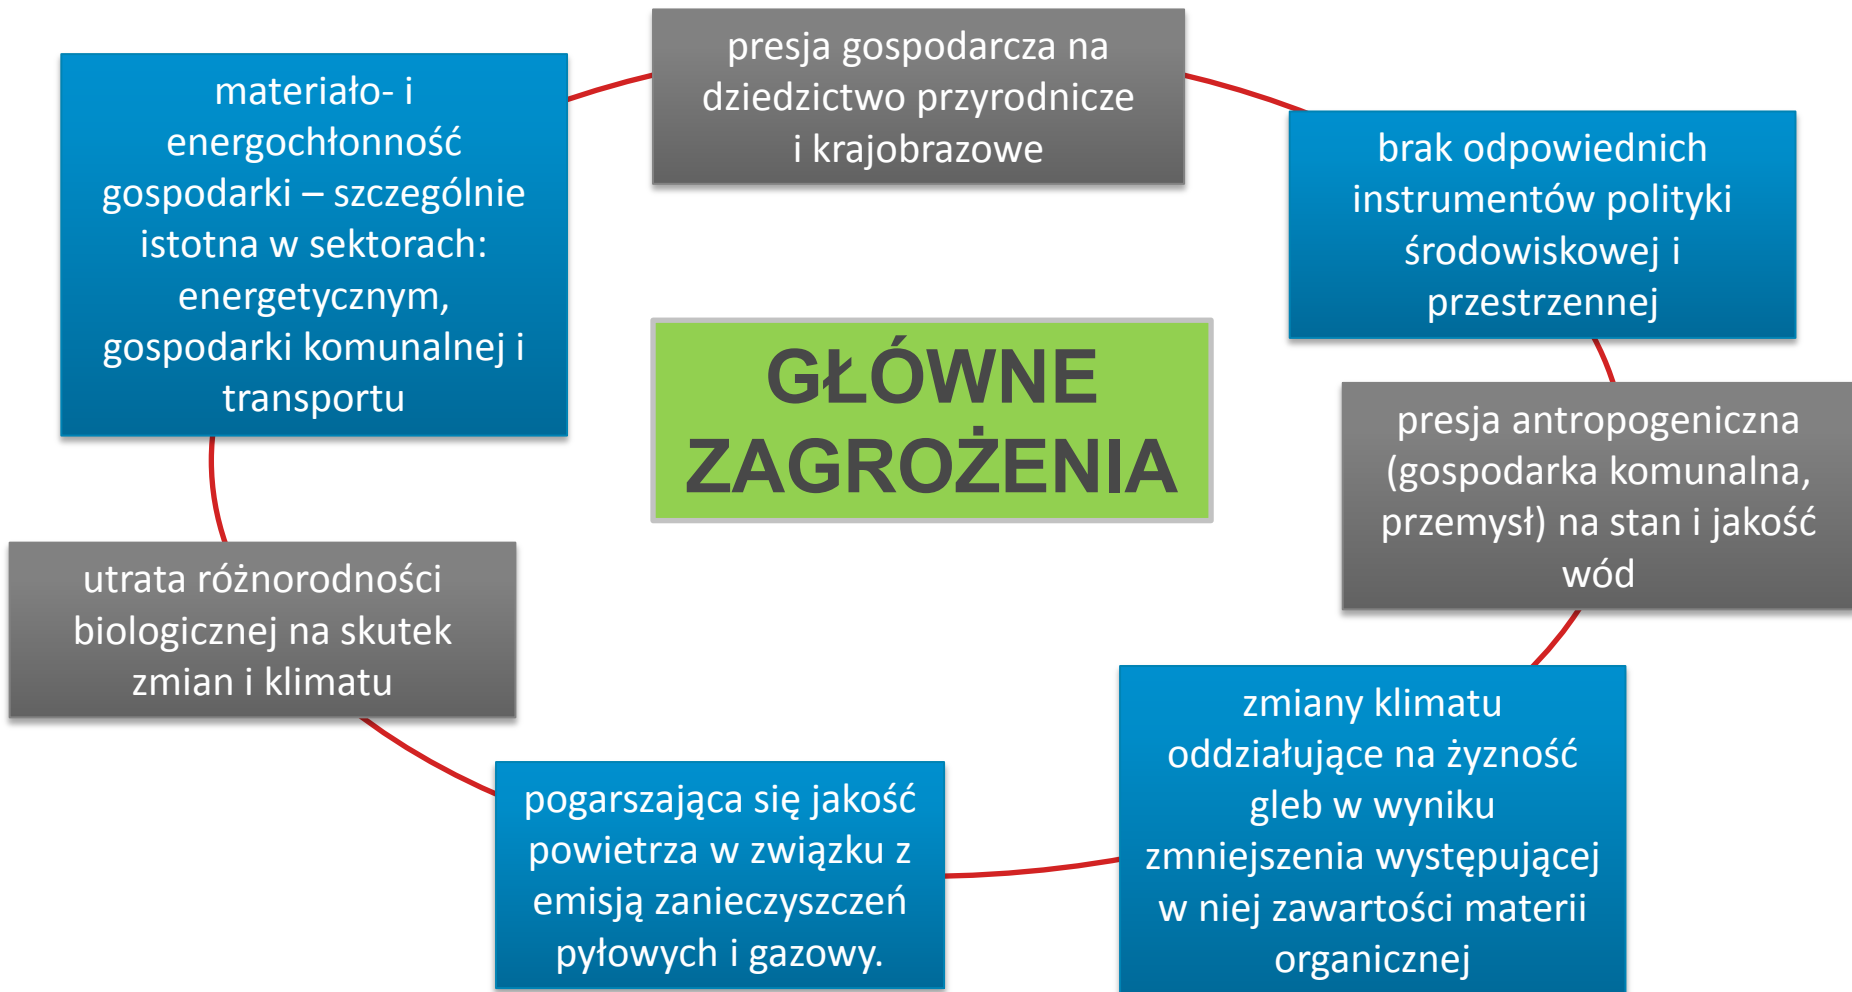 presja gospodarcza na
dziedzictwo przyrodnicze
i krajobrazowe
brak odpowiednich
instrumentów polityki
środowiskowej i
przestrzennej
presja antropogeniczna
(gospodarka komunalna,
przemysł) na stan i jakość
wód
zmiany klimatu
oddziałujące na żyzność
gleb w wyniku
zmniejszenia występującej
w niej zawartości materii
organicznej
pogarszająca się jakość
powietrza w związku z
emisją zanieczyszczeń
pyłowych i gazowy.
utrata różnorodności
biologicznej na skutek
zmian i klimatu
materiało- i
energochłonność
gospodarki – szczególnie
istotna w sektorach:
energetycznym,
gospodarki komunalnej i
transportu
GŁÓWNE
ZAGROŻENIA